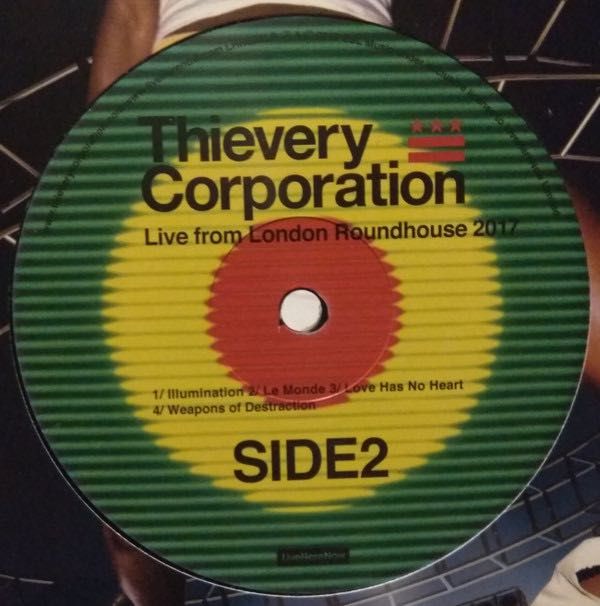 Thievery
Corporation
Live from London Roundhouse 2017
1/ Illumination 2/ Le Monde 3/ Love Has No Heart
4/ Weapons of Destraction
SIDE2
LiveHereNow